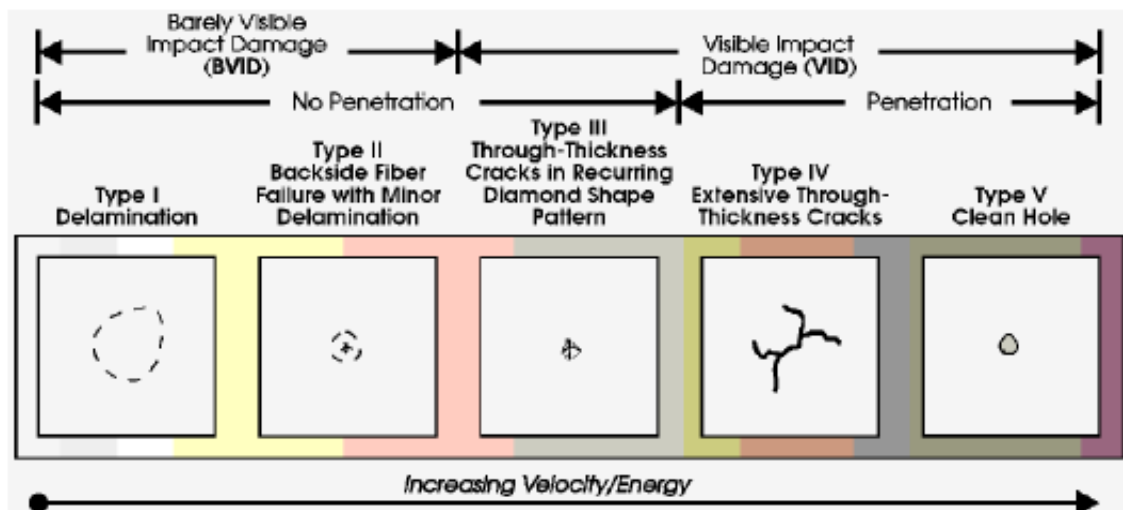 Barely Visible
Impact Damage
(BVID)
Visible Impact
Damage (VID)
No Penetration
Penetration
Type I
Delamination
Type II
Backside Fiber
Failure with Minor
Delamination
Type III
Through-Thickness
Cracks in Recurring
Diamond Shape
Pattern
Type IV
Extensive Through-
Thickness Cracks
Type V
Clean Hole
Increasing Velocity/Energy